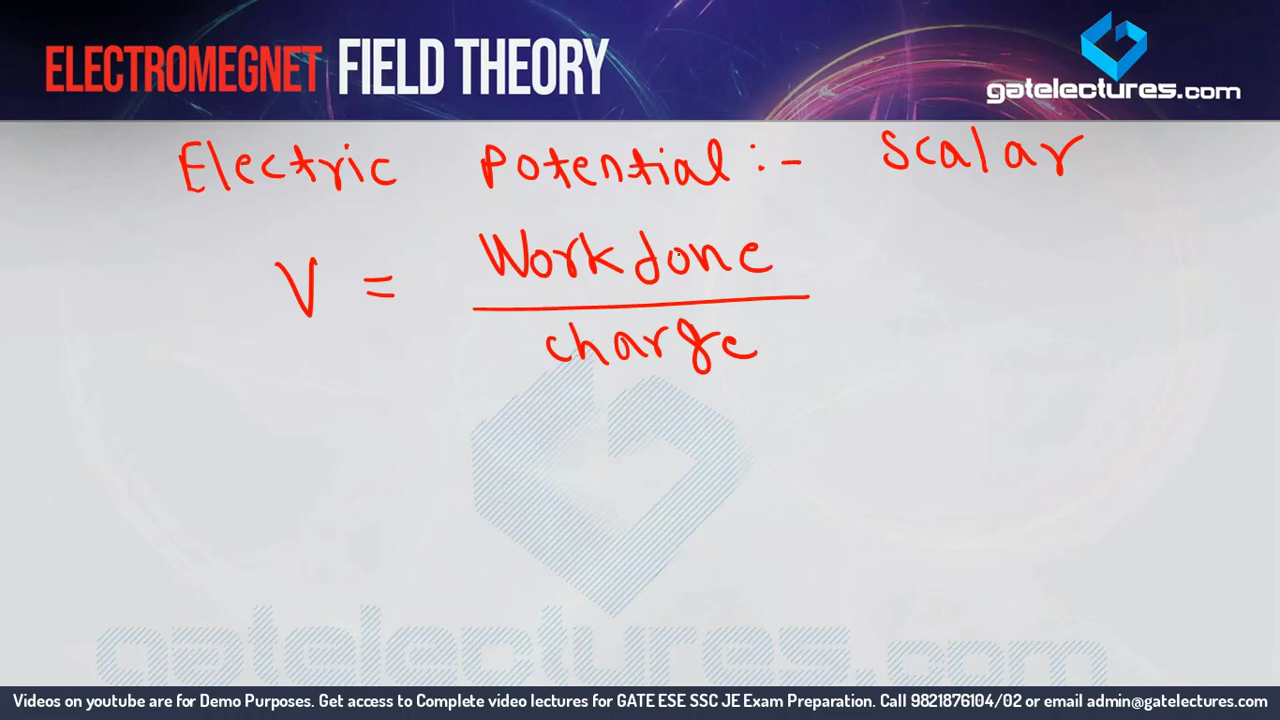 ELECTROMEGNET FIELD THEORY
gatelectures.com
Electric Potential :- Scalar
V = Workdone
charge
gatelectures.com
Videos on youtube are for Demo Purposes. Get access to Complete video lectures for GATE ESE SSC JE Exam Preparation. Call 9821876104/02 or email admin@gatelectures.com